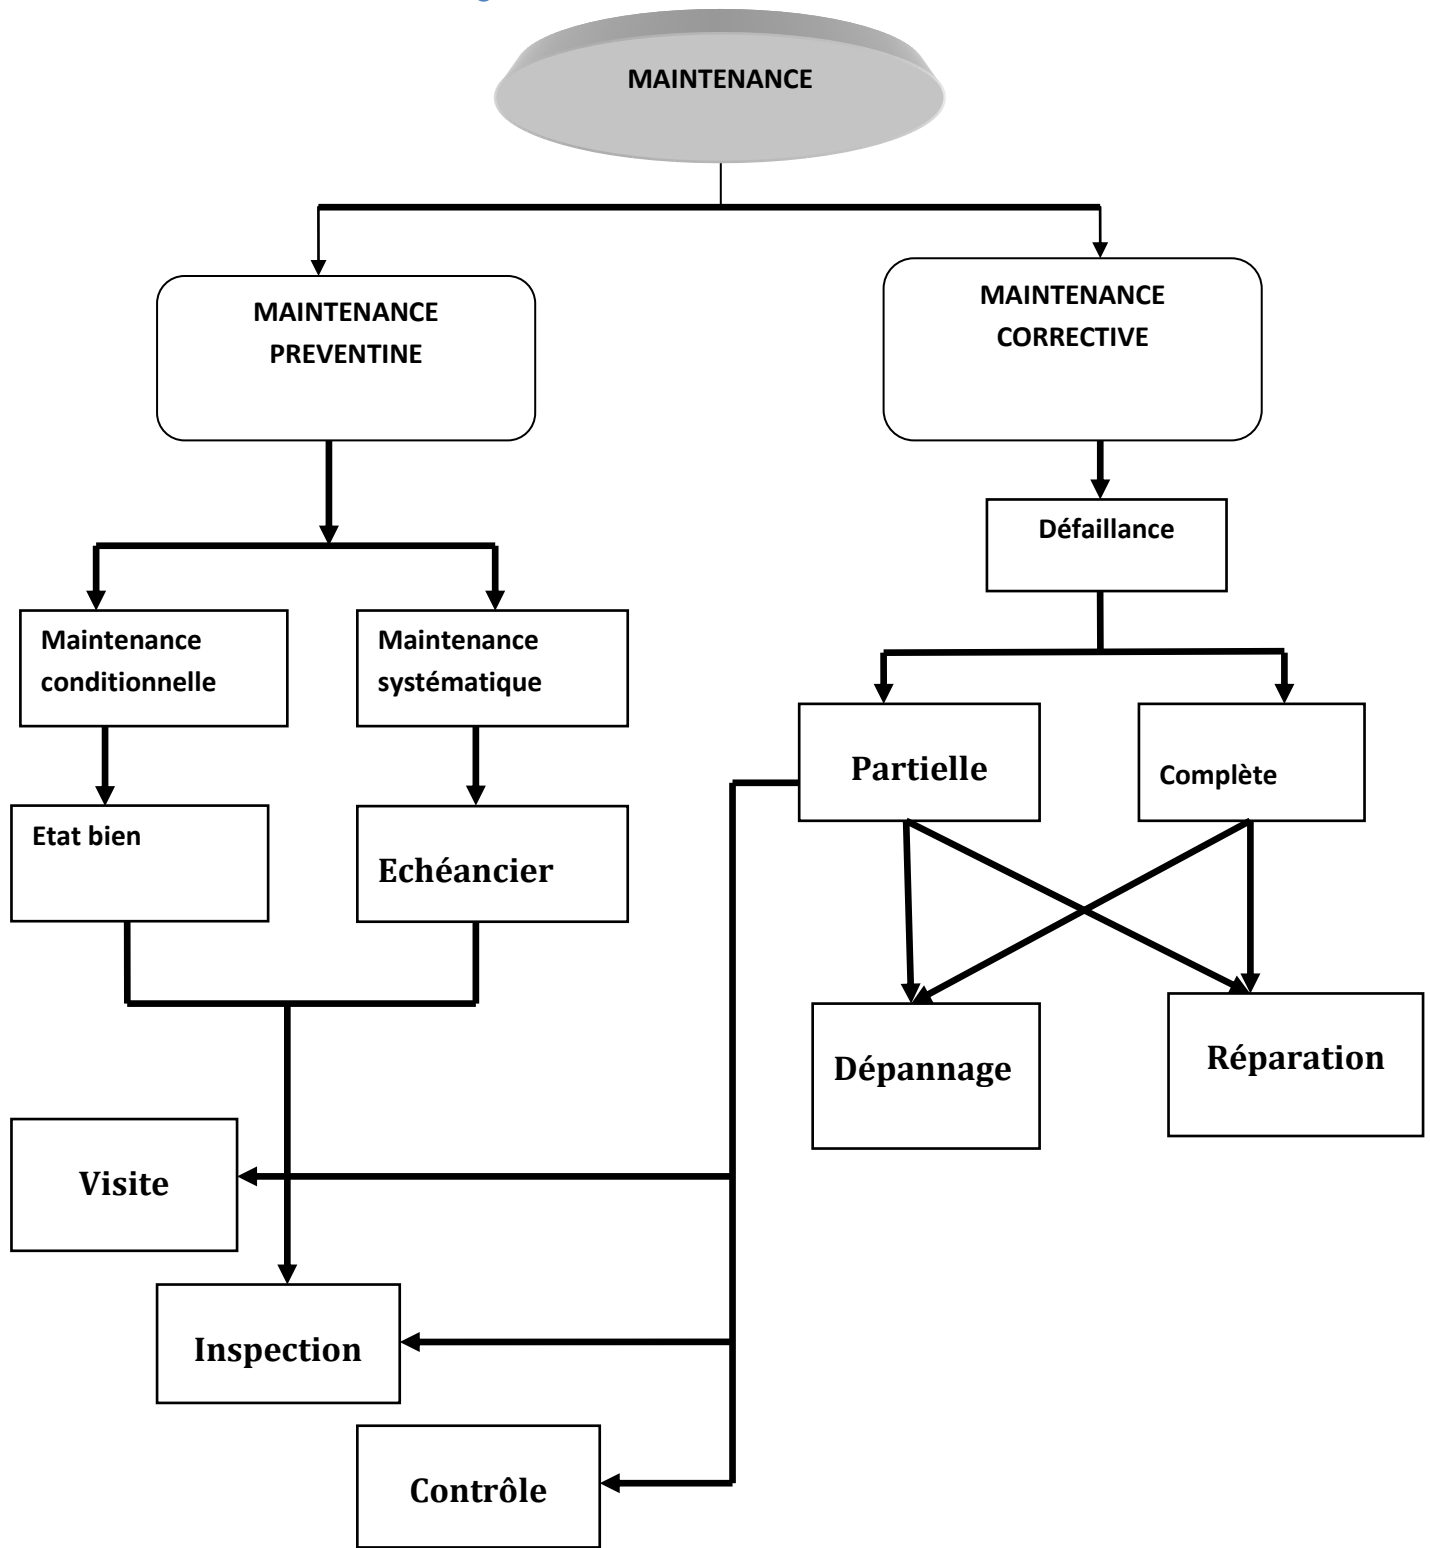 MAINTENANCE
MAINTENANCE
PREVENTINE
MAINTENANCE
CORRECTIVE
Défaillance
Maintenance
conditionnelle
Maintenance
systématique
Partielle
Complète
Etat bien
Echéancier
Dépannage
Réparation
Visite
Inspection
Contrôle